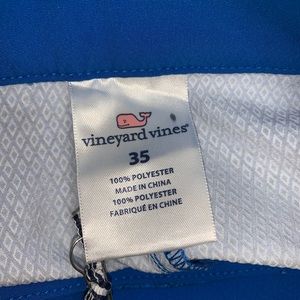 vineyard vines®
35
100% POLYESTER
MADE IN CHINA
100% POLYESTER
FABRIQUÉ EN CHINE